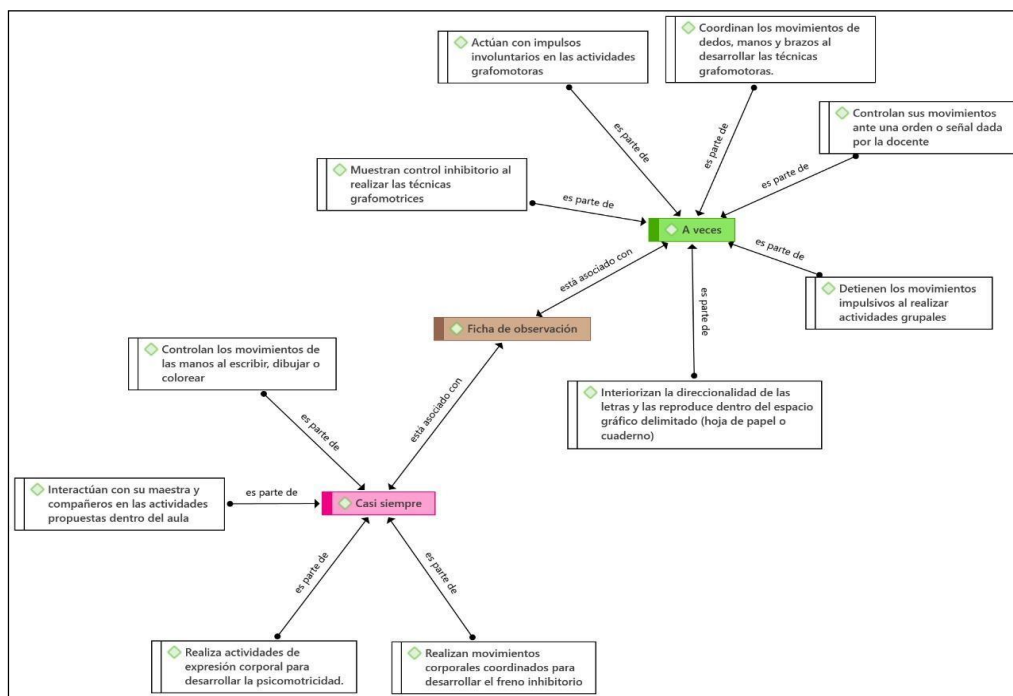 Actúan con impulsos
involuntarios en las actividades
grafomotoras
Coordinan los movimientos de
dedos, manos y brazos al
desarrollar las técnicas
grafomotoras.
Controlan sus movimientos
ante una orden o señal dada
por la docente
es parte de
es parte de
es parte de
Muestran control inhibitorio al
realizar las técnicas
grafomotrices
es parte de
A veces
es parte de
está asociado con
es parte de
Detienen los movimientos
impulsivos al realizar
actividades grupales
Ficha de observación
Controlan los movimientos de
las manos al escribir, dibujar o
colorear
está asociado con
Interiorizan la direccionalidad de las
letras y las reproduce dentro del espacio
gráfico delimitado (hoja de papel o
cuaderno)
es parte de
Interactúan con su maestra y
compañeros en las actividades
propuestas dentro del aula
es parte de
Casi siempre
es parte de
es parte de
Realiza actividades de
expresión corporal para
desarrollar la psicomotricidad.
Realizan movimientos
corporales coordinados para
desarrollar el freno inhibitorio